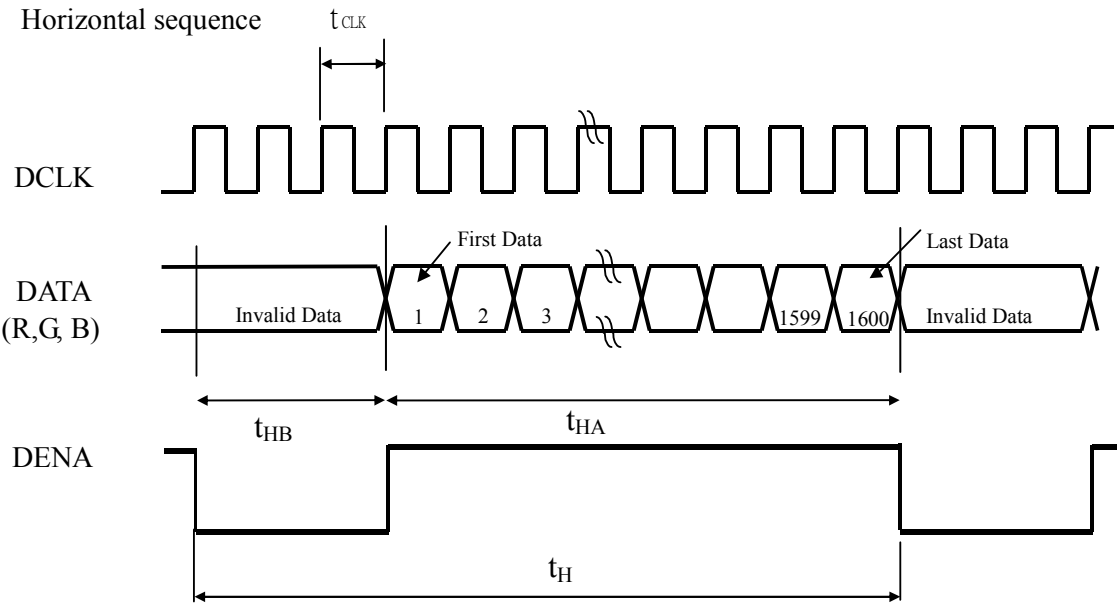 Horizontal sequence
tCLK
DCLK
First Data
Last Data
DATA
(R,G, B)
Invalid Data
1
2
3
1599
1600
Invalid Data
tHB
tHA
DENA
tH